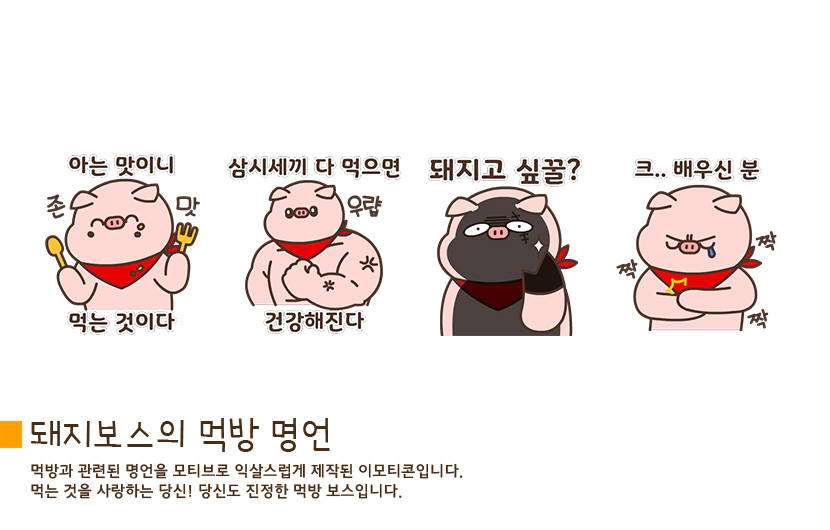 아는 맛이니
존 맛
먹는 것이다
삼시세끼 다 먹으면
우럅
건강해진다
돼지고 싶꿀?
크.. 배우신 분
짝
짝
짝
돼지보스의 먹방 명언
먹방과 관련된 명언을 모티브로 익살스럽게 제작된 이모티콘입니다.
먹는 것을 사랑하는 당신! 당신도 진정한 먹방 보스입니다.